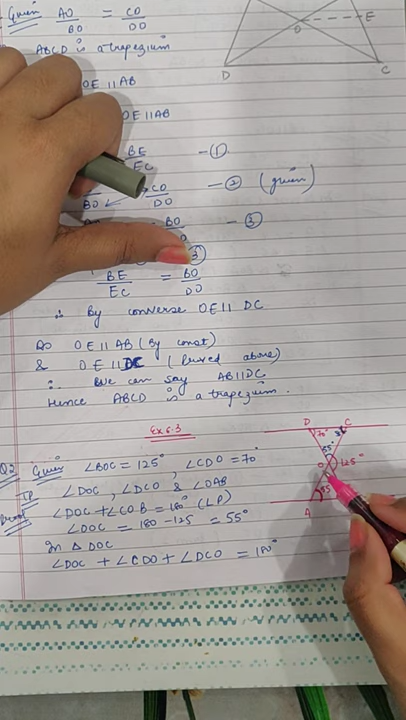 Given AO/BO = CO/DO
ABCD is a trapezium
OE || AB
OE || AB
BE/EC —①
BO CO/DO —② (given)
BO —③
③
BE/EC = BO/DO
∴ By converse OE || DC
As OE || AB (By const)
& OE || DC (Proved above)
∴ We can say AB || DC
Hence ABCD is a trapezium.
O E
D C
Ex 6.3
Q2 Given ∠BOC = 125°, ∠CDO = 70°
TP ∠DOC, ∠DCO & ∠OAB
Proof ∠DOC + ∠COB = 180° (LP)
∠DOC = 180 - 125 = 55°
In △DOC
∠DOC + ∠CDO + ∠DCO = 180°
D C
70°
55°
O 125°
A 55